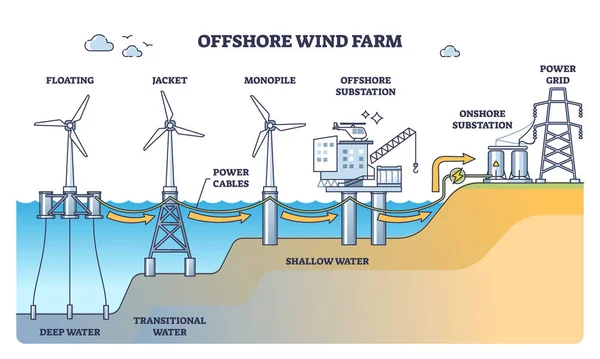 OFFSHORE WIND FARM
FLOATING
JACKET
MONOPILE
OFFSHORE
SUBSTATION
POWER
GRID
ONSHORE
SUBSTATION
POWER
CABLES
SHALLOW WATER
TRANSITIONAL
WATER
DEEP WATER